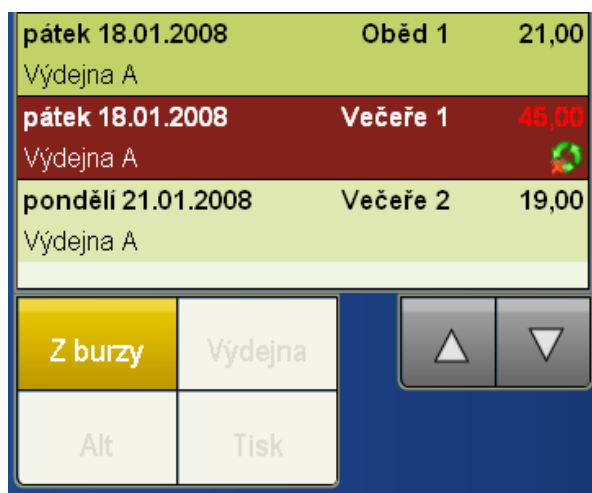 pátek 18.01.2008 Oběd 1 21,00
Výdejna A
pátek 18.01.2008 Večeře 1 45,00
Výdejna A
pondělí 21.01.2008 Večeře 2 19,00
Výdejna A
Z burzy Výdejna
Alt Tisk